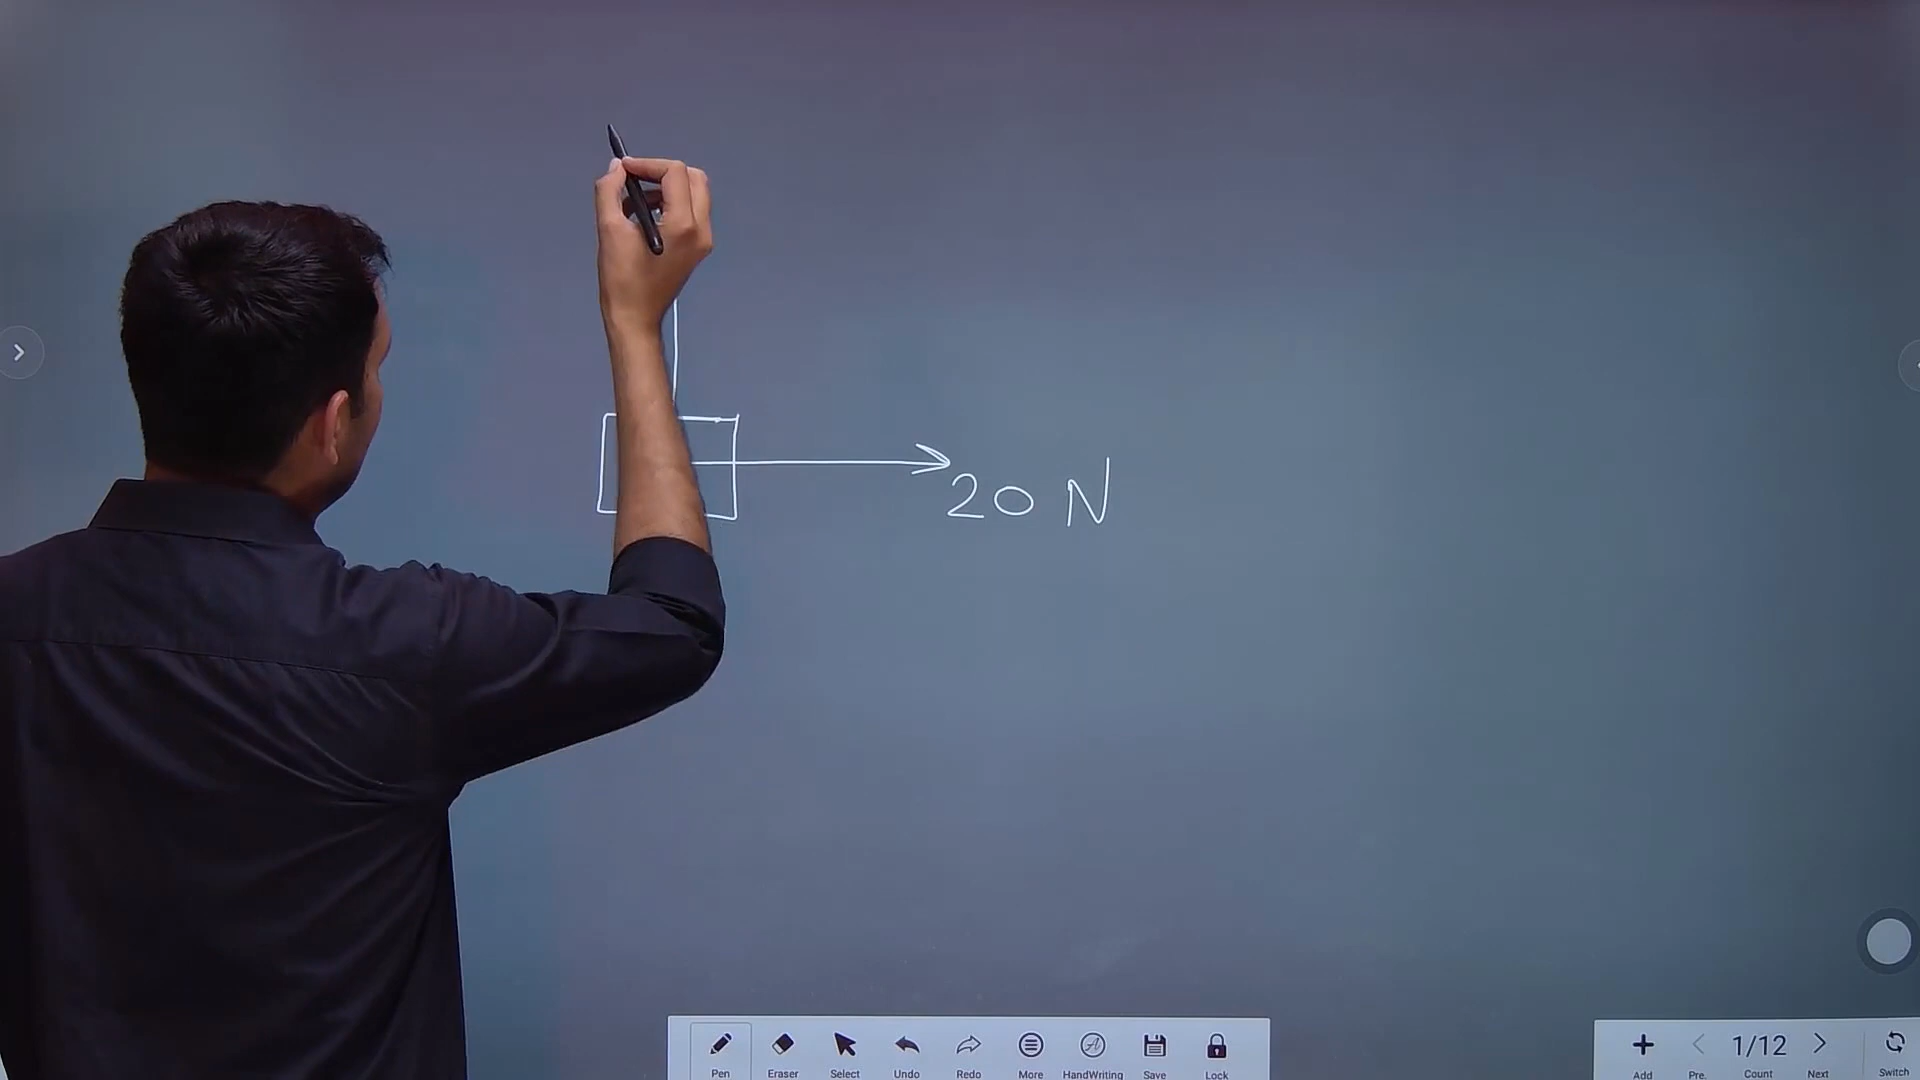 20 N
Pen Eraser Select Undo Redo More HandWriting Save Lock
1/12
Add Pre. Count Next Switch